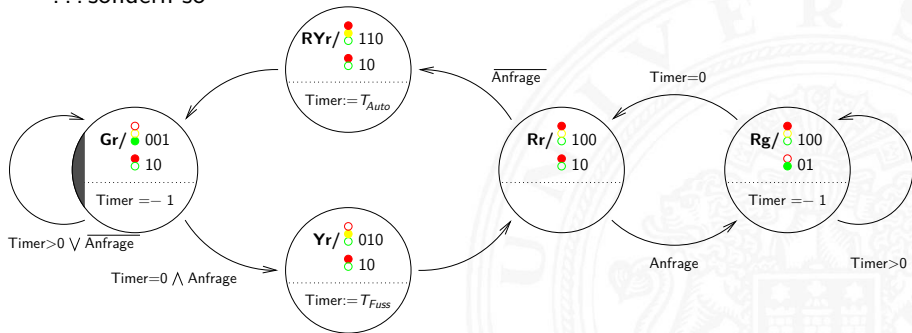 ... sondern so
RYr/ 110
10
Timer:= T_Auto
Anfrage
Timer=0
Gr/ 001
10
Timer =− 1
Rr/ 100
10
Rg/ 100
01
Timer =− 1
Timer>0 ⋁ Anfrage
Timer=0 ⋀ Anfrage
Yr/ 010
10
Timer:= T_Fuss
Anfrage
Timer>0
UNIVERS